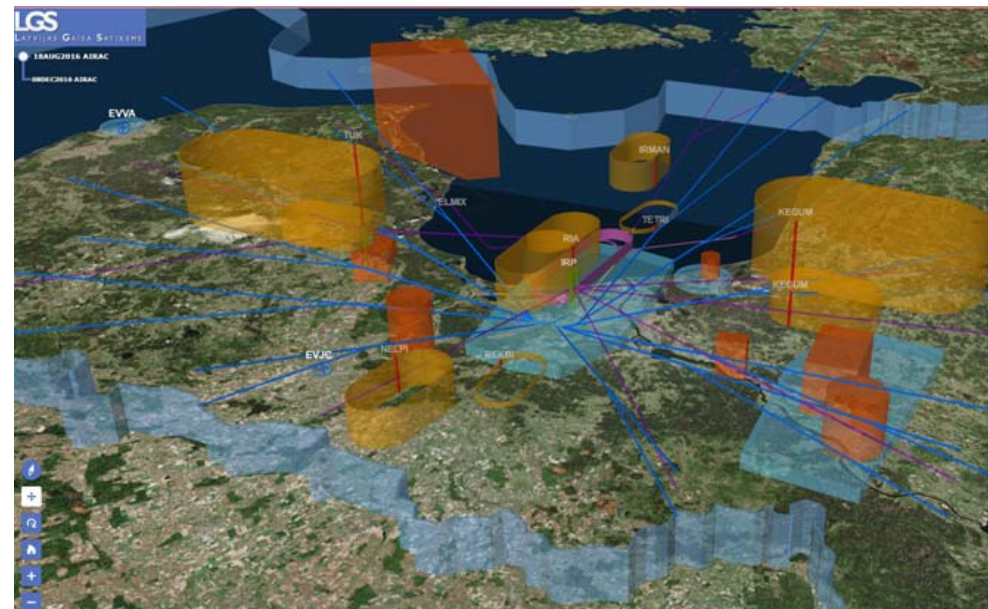 LGS
LATVIJAS GAISA SATIKSME
18AUG2016 AIRAC
08DEC2016 AIRAC
EVVA
TUK
IRMAN
ELMIX
TETRI
KEGUM
RIA
IRP
KEGUM
NELPI
EVJC
REKBI